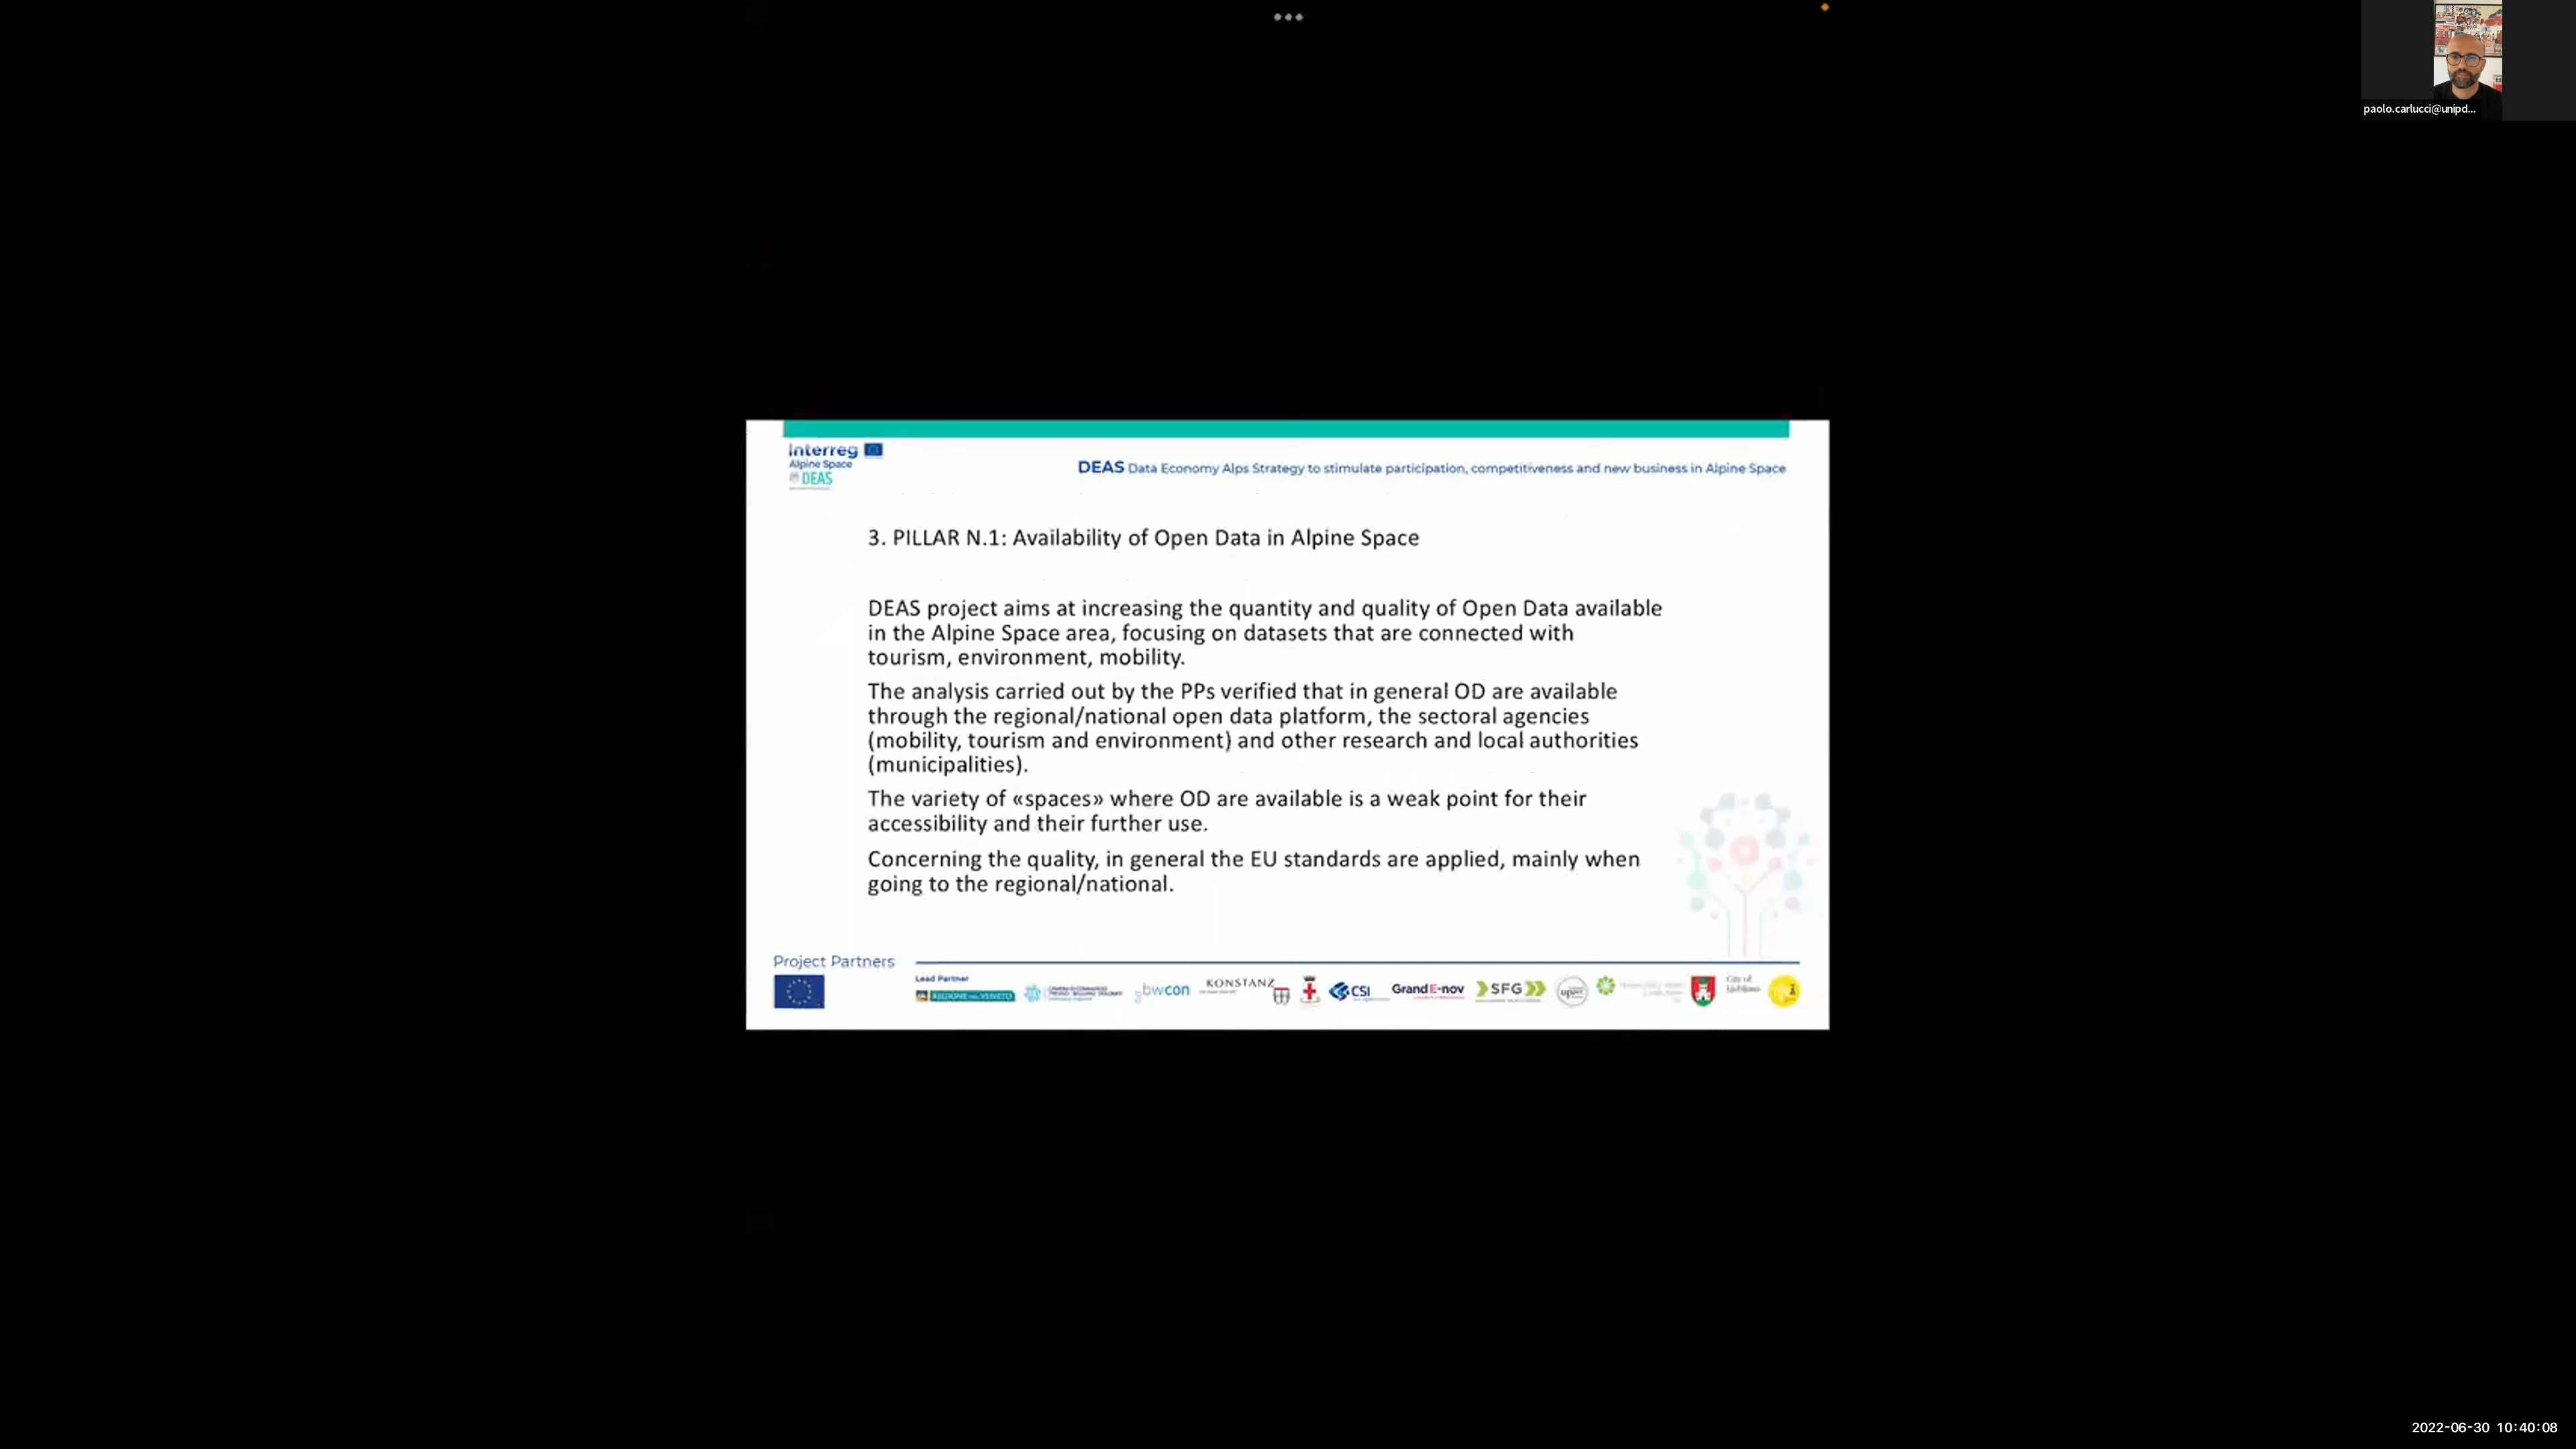 paolo.carlucci@unipd...
Interreg
Alpine Space
DEAS
DEAS Data Economy Alps Strategy to stimulate participation, competitiveness and new business in Alpine Space
3. PILLAR N.1: Availability of Open Data in Alpine Space
DEAS project aims at increasing the quantity and quality of Open Data available
in the Alpine Space area, focusing on datasets that are connected with
tourism, environment, mobility.
The analysis carried out by the PPs verified that in general OD are available
through the regional/national open data platform, the sectoral agencies
(mobility, tourism and environment) and other research and local authorities
(municipalities).
The variety of «spaces» where OD are available is a weak point for their
accessibility and their further use.
Concerning the quality, in general the EU standards are applied, mainly when
going to the regional/national.
Project Partners
Lead Partner
REGIONE DEL VENETO
bwcon
KONSTANZ
CSI
GrandE-nov
SFG
City of
Ljubljana
2022-06-30 10:40:08